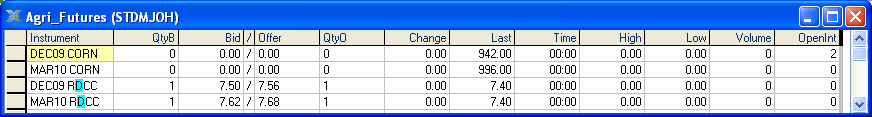 Agri_Futures (STDMJOH)
Instrument QtyB Bid / Offer QtyO Change Last Time High Low Volume OpenInt
DEC09 CORN 0 0.00 / 0.00 0 0.00 942.00 00:00 0.00 0.00 0 2
MAR10 CORN 0 0.00 / 0.00 0 0.00 996.00 00:00 0.00 0.00 0 0
DEC09 RDCC 1 7.50 / 7.56 1 0.00 7.40 00:00 0.00 0.00 0 0
MAR10 RDCC 1 7.62 / 7.68 1 0.00 7.40 00:00 0.00 0.00 0 0